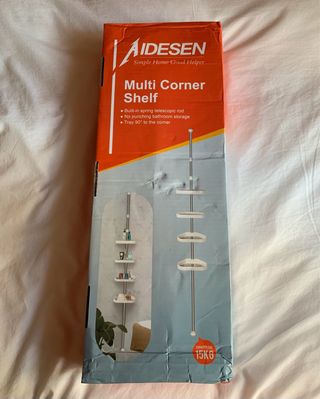 AIDESEN
Simple Home Good Helper
Multi Corner
Shelf
• Built-in spring telescopic rod
• No punching bathroom storage
• Tray 90° to the corner
15KG